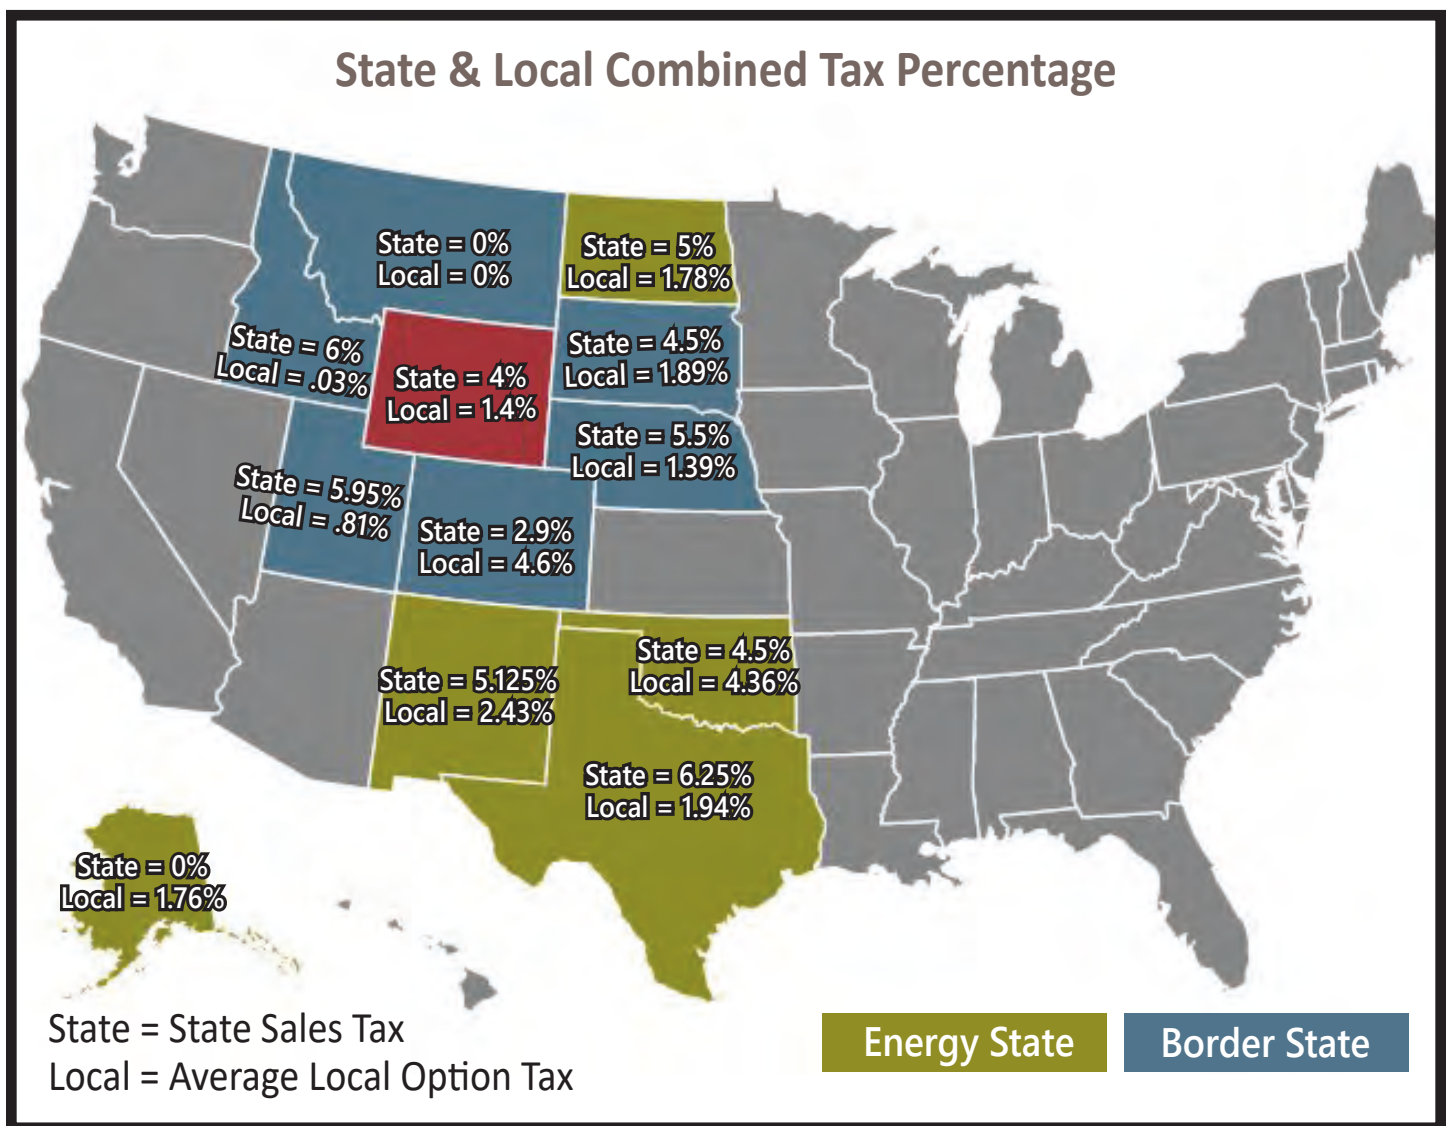 State & Local Combined Tax Percentage
State = 0%
Local = 0%
State = 5%
Local = 1.78%
State = 6%
Local = .03%
State = 4%
Local = 1.4%
State = 4.5%
Local = 1.89%
State = 5.5%
Local = 1.39%
State = 5.95%
Local = .81%
State = 2.9%
Local = 4.6%
State = 5.125%
Local = 2.43%
State = 4.5%
Local = 4.36%
State = 6.25%
Local = 1.94%
State = 0%
Local = 1.76%
State = State Sales Tax
Local = Average Local Option Tax
Energy State
Border State